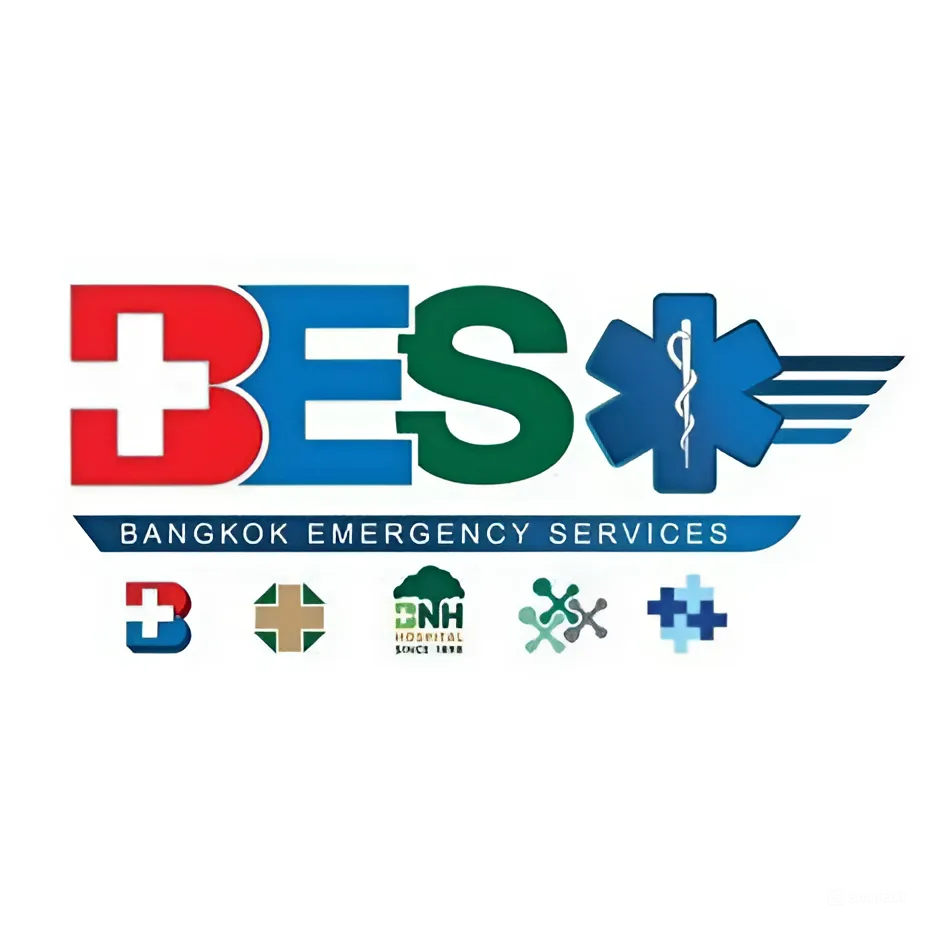 BES
BANGKOK EMERGENCY SERVICES
B
BNH
HOSPITAL
SINCE 1898